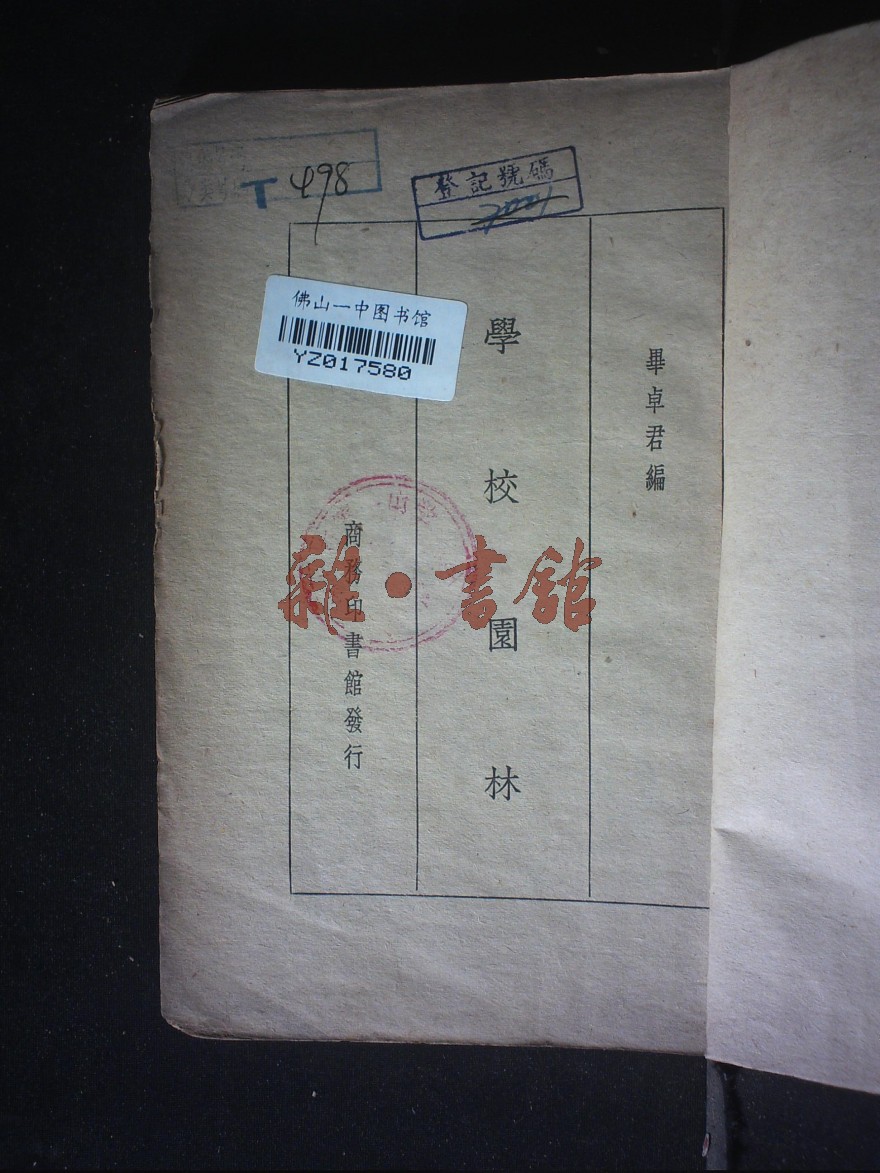 T 498
登記號碼
佛山一中图书馆
YZ017580
畢卓君編
學校園林
商務印書館發行
雜·書館